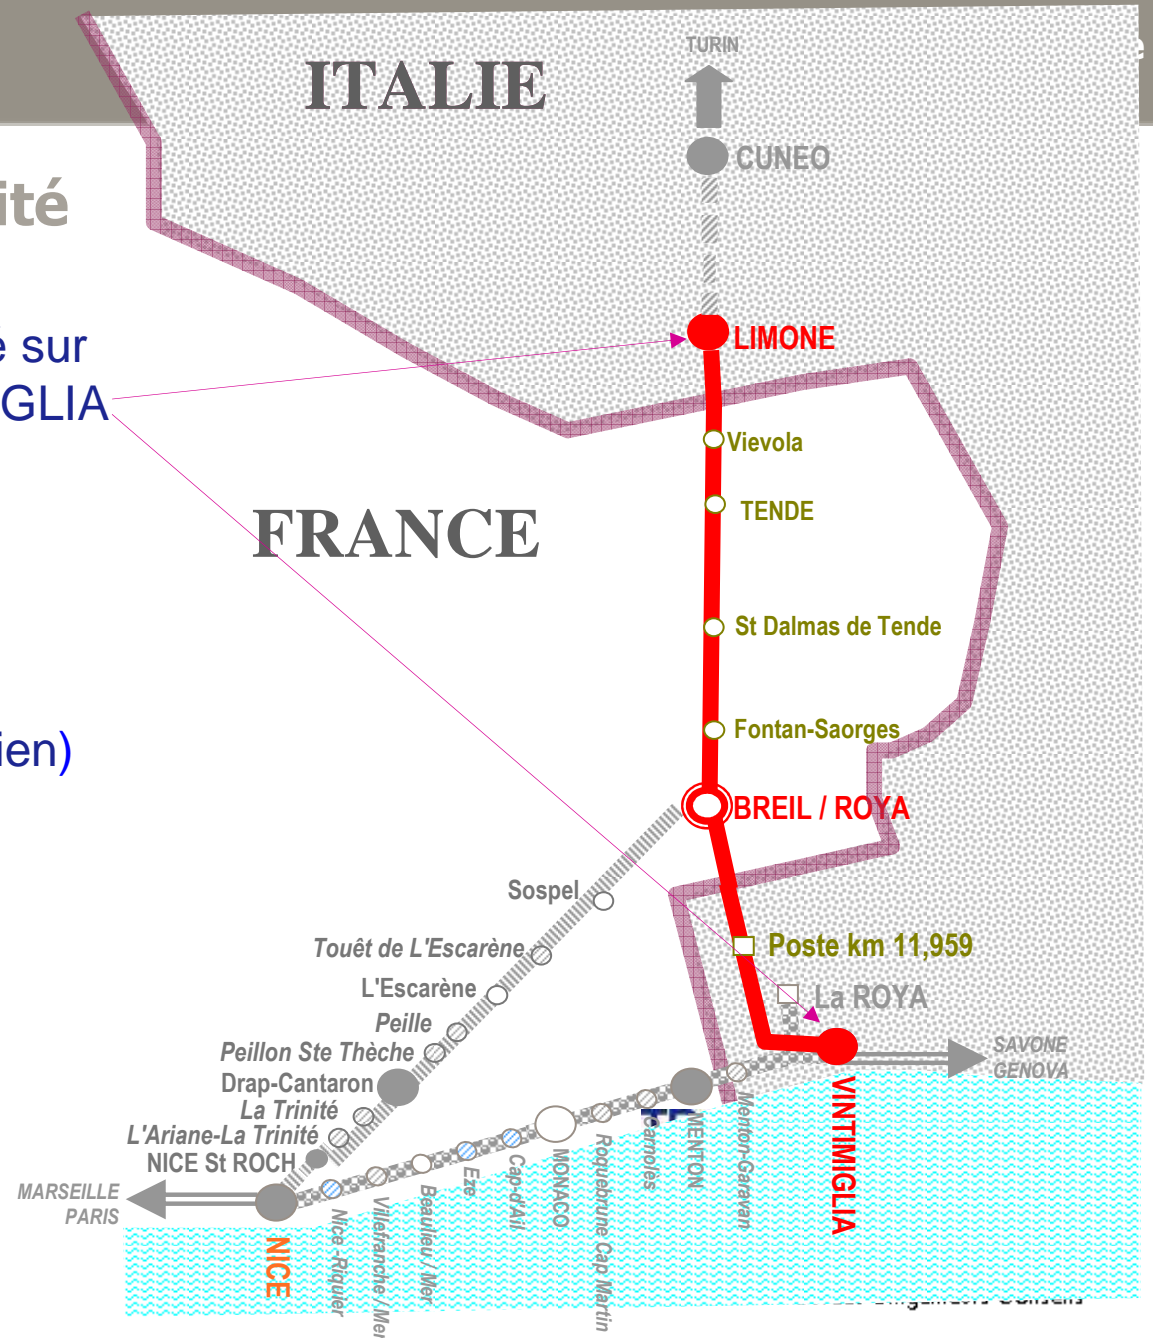 e
TURIN
ITALIE
CUNEO
ité
é sur
LIMONE
GLIA
Vievola
TENDE
FRANCE
St Dalmas de Tende
Fontan-Saorges
ien)
BREIL / ROYA
Sospel
Touêt de L'Escarène
Poste km 11,959
L'Escarène
La ROYA
Peille
Peillon Ste Thèche
SAVONE
GENOVA
Drap-Cantaron
La Trinité
L'Ariane-La Trinité
NICE St ROCH
MARSEILLE
PARIS
NICE
Nice -Riquier
Villefranche / Mer
Beaulieu / Mer
Eze
Cap-d'Ail
MONACO
Roquebrune Cap Martin
Carnolès
MENTON
Menton-Garavan
VINTIMIGLIA